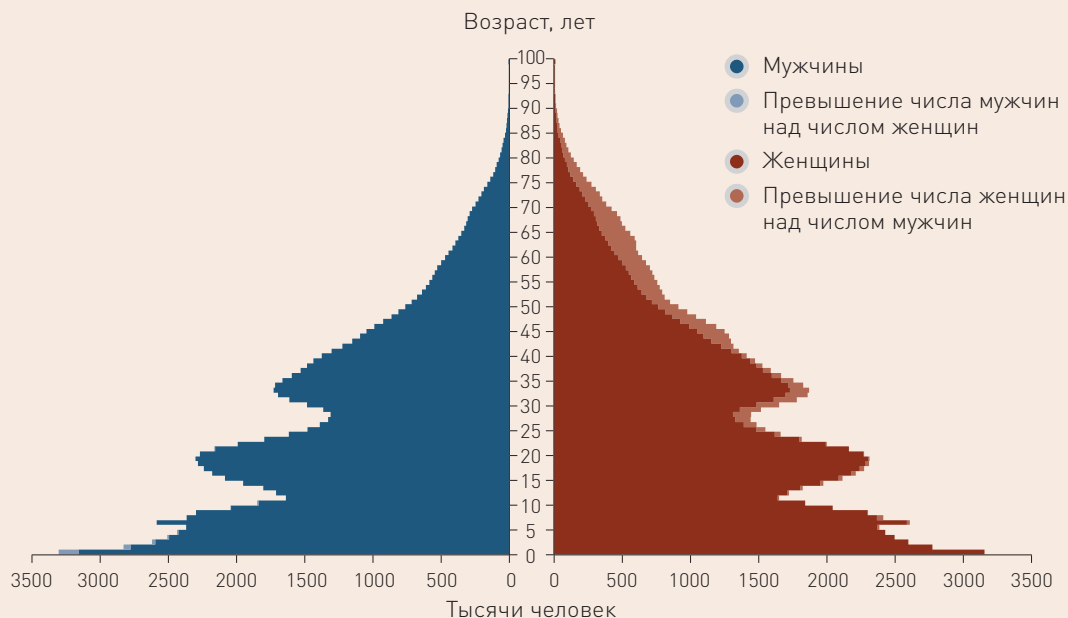 Возраст, лет
Мужчины
Превышение числа мужчин
над числом женщин
Женщины
Превышение числа женщин
над числом мужчин
100
95
90
85
80
75
70
65
60
55
50
45
40
35
30
25
20
15
10
5
0
3500 3000 2500 2000 1500 1000 500 0 0 500 1000 1500 2000 2500 3000 3500
Тысячи человек